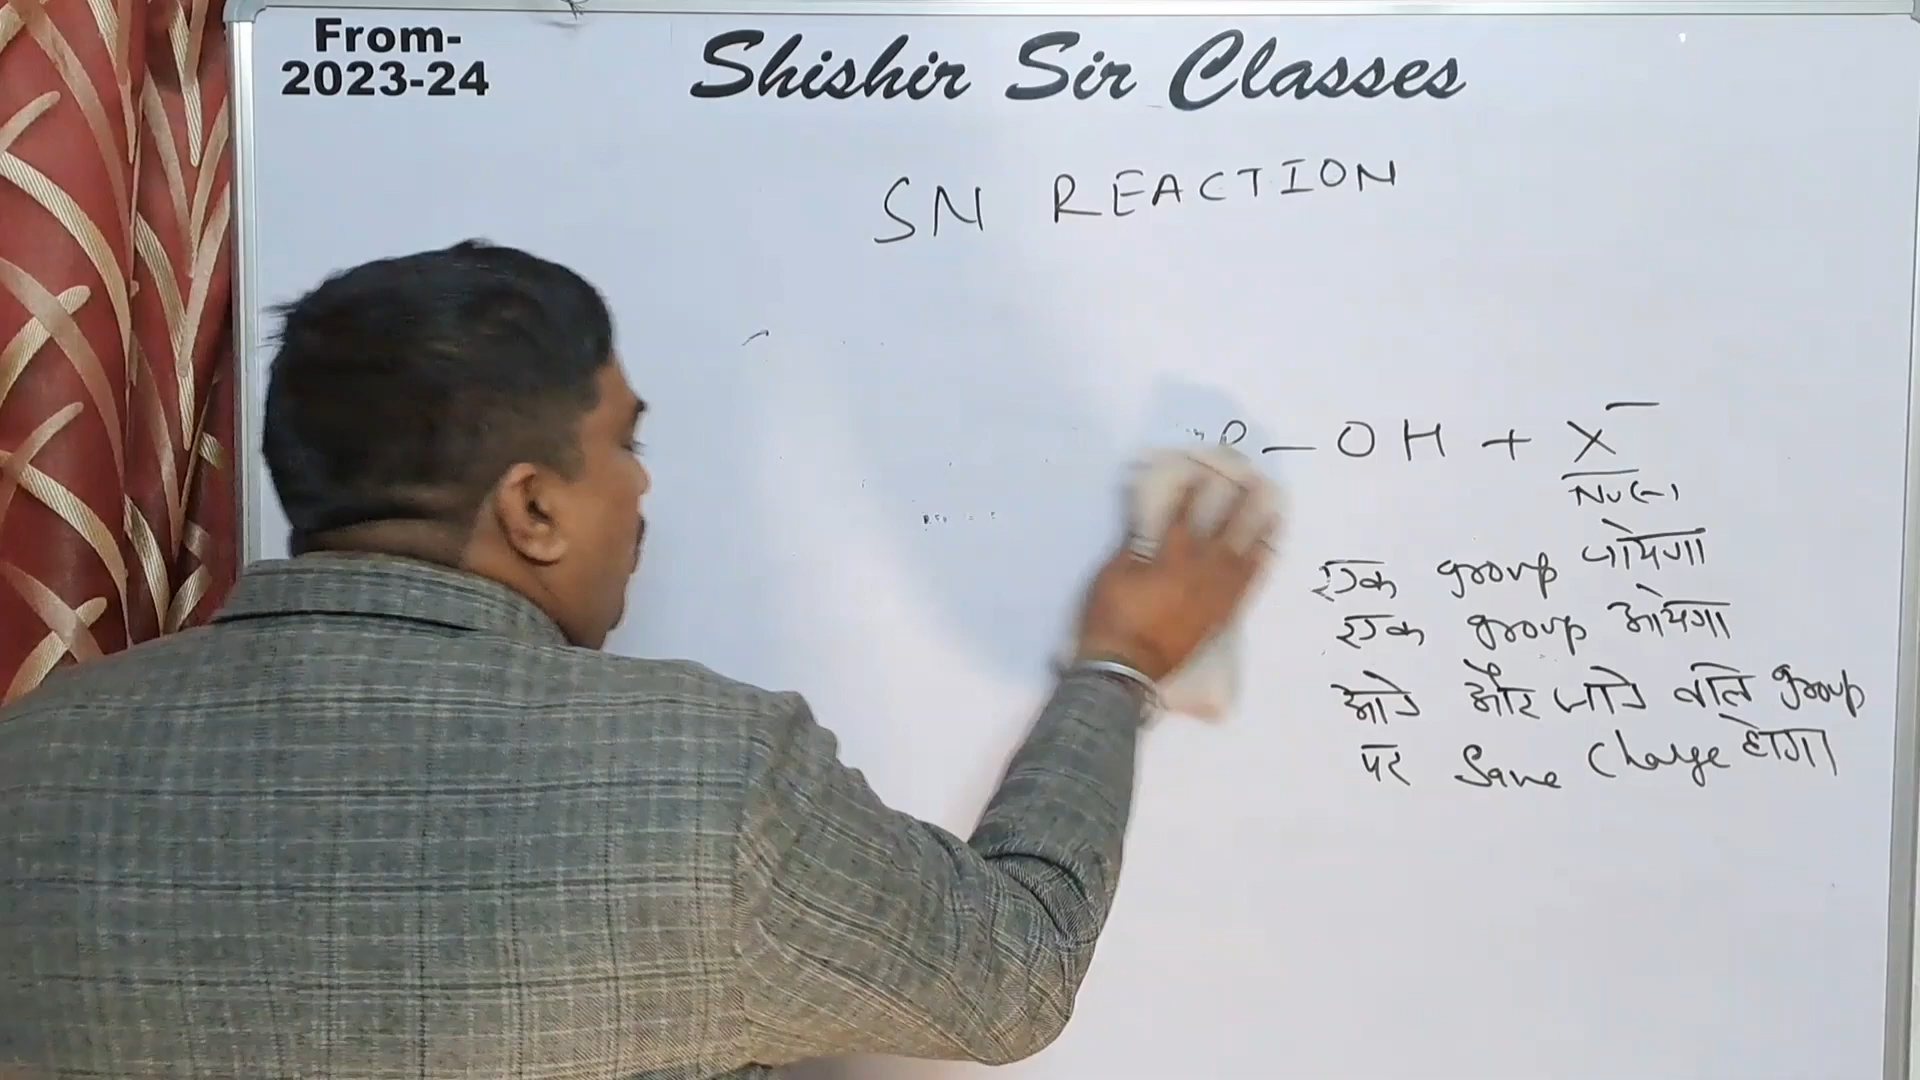 From-
2023-24
Shishir Sir Classes
SN REACTION
R — OH + X⁻
Nu(-)
एक group जायेगा
एक group आयेगा
आने और जाने वाले group
पर Same Charge होगा